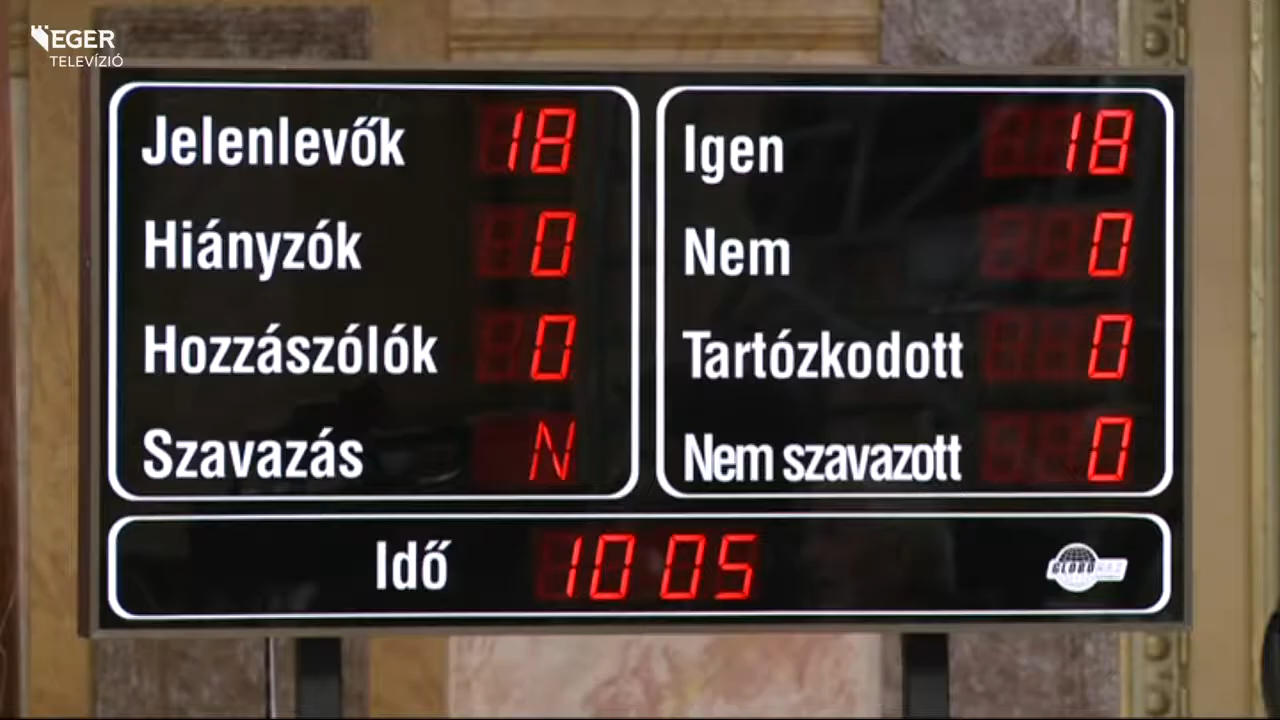 EGER
TELEVÍZIÓ
Jelenlevők 18
Hiányzók 0
Hozzászólók 0
Szavazás N
Igen 18
Nem 0
Tartózkodott 0
Nem szavazott 0
Idő 10 05
GLOBO